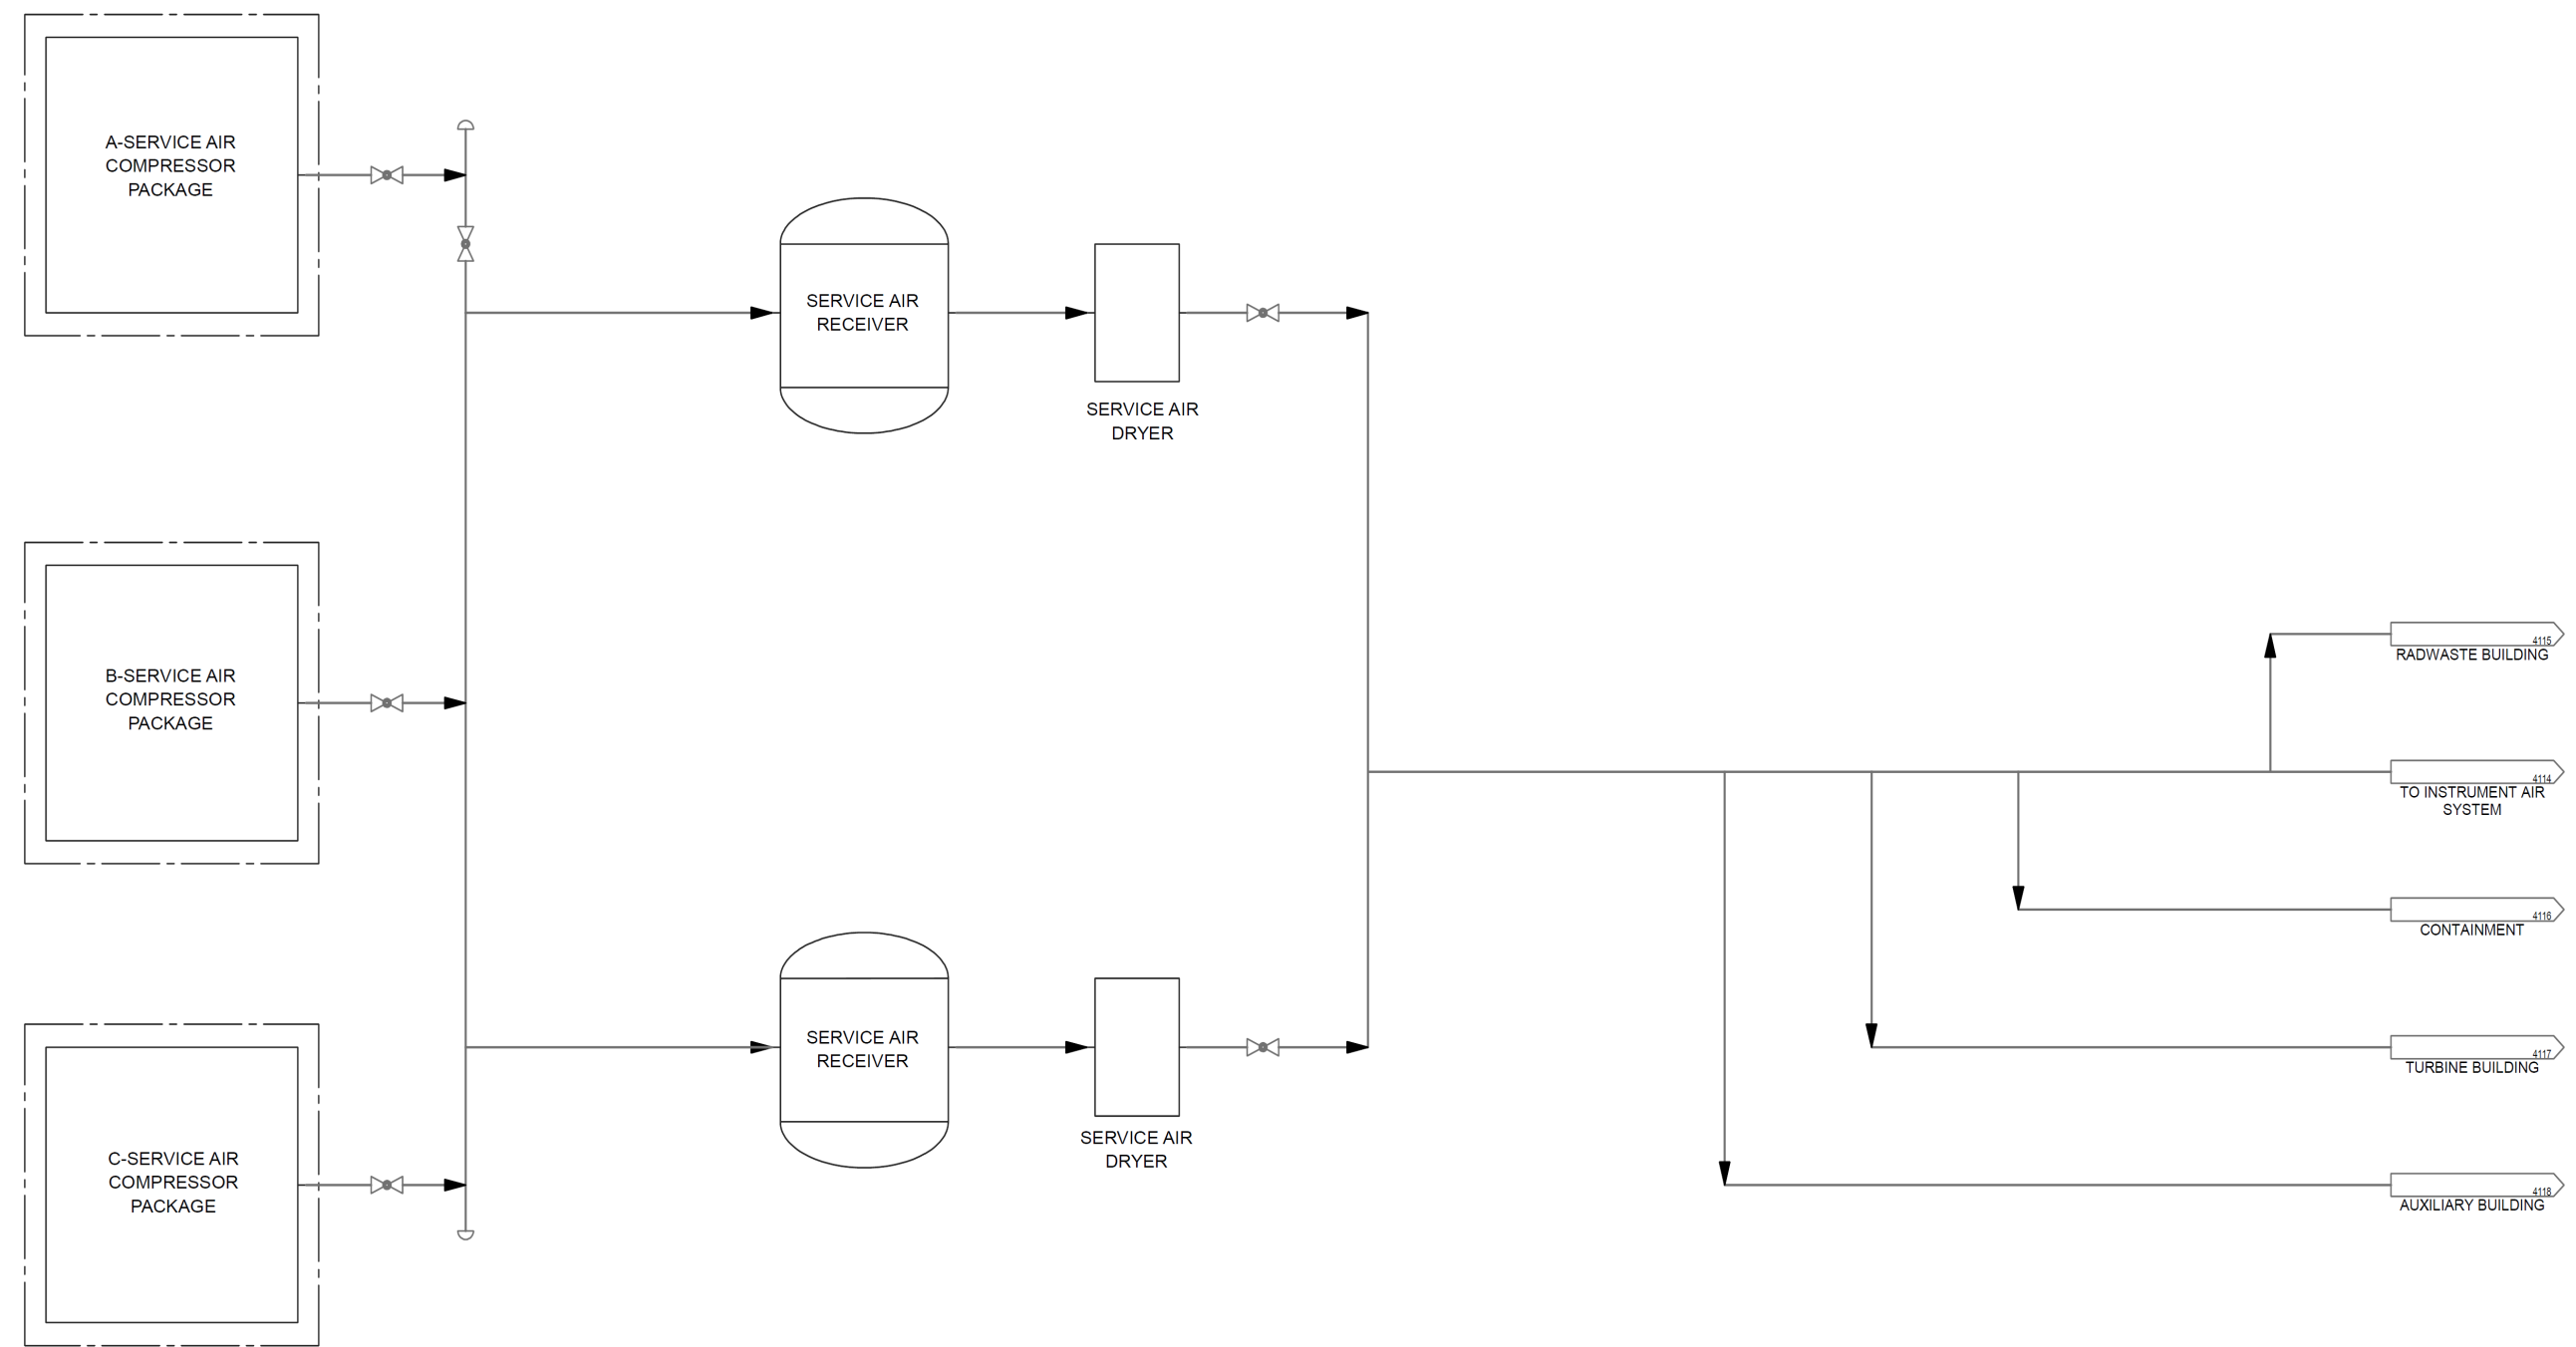 A-SERVICE AIR
COMPRESSOR
PACKAGE
SERVICE AIR
RECEIVER
SERVICE AIR
DRYER
B-SERVICE AIR
COMPRESSOR
PACKAGE
4115
RADWASTE BUILDING
4114
TO INSTRUMENT AIR
SYSTEM
4116
CONTAINMENT
SERVICE AIR
RECEIVER
4117
TURBINE BUILDING
SERVICE AIR
DRYER
C-SERVICE AIR
COMPRESSOR
PACKAGE
4118
AUXILIARY BUILDING